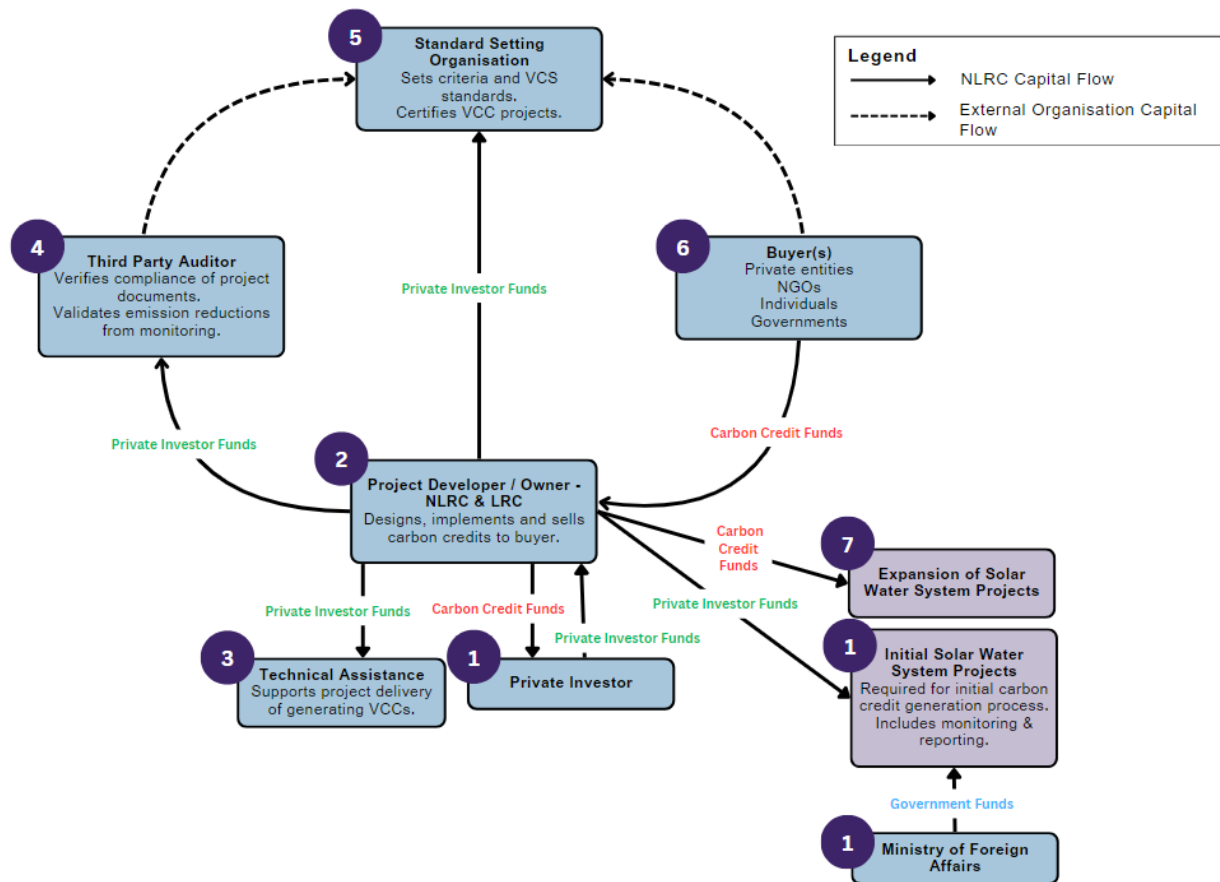 5
Standard Setting
Organisation
Sets criteria and VCS
standards.
Certifies VCC projects.
Legend
NLRC Capital Flow
External Organisation Capital
Flow
4
Third Party Auditor
Verifies compliance of project
documents.
Validates emission reductions
from monitoring.
6
Buyer(s)
Private entities
NGOs
Individuals
Governments
Private Investor Funds
Private Investor Funds
Carbon Credit Funds
2
Project Developer / Owner -
NLRC & LRC
Designs, implements and sells
carbon credits to buyer.
Carbon
Credit
Funds
7
Expansion of Solar
Water System Projects
Private Investor Funds
Carbon Credit Funds
Private Investor Funds
Private Investor Funds
3
Technical Assistance
Supports project delivery
of generating VCCs.
1
Private Investor
1
Initial Solar Water
System Projects
Required for initial carbon
credit generation process.
Includes monitoring &
reporting.
Government Funds
1
Ministry of Foreign
Affairs